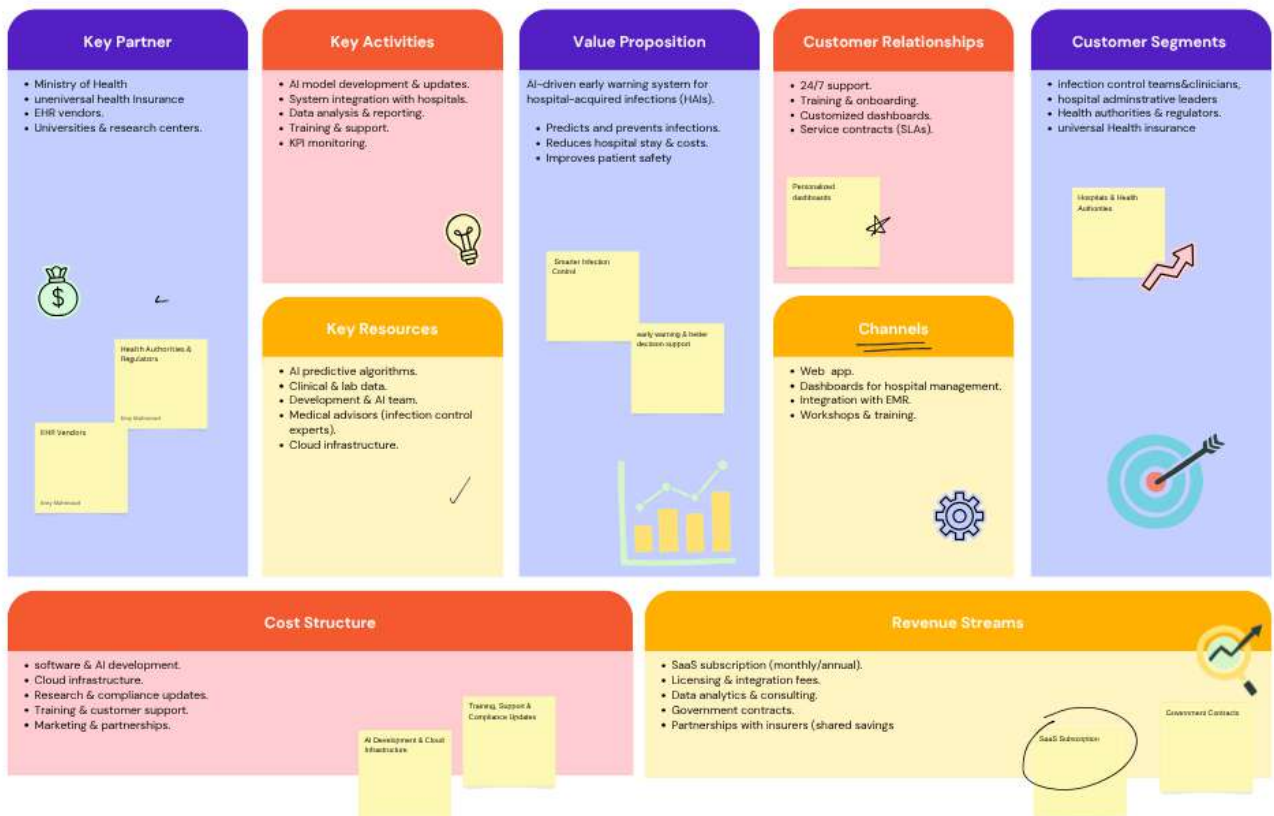 Key Partner
• Ministry of Health
• uneniversal health Insurance
• EHR vendors.
• Universities & research centers.
Health Authorities &
Regulators
EHR Vendors
Key Activities
• AI model development & updates.
• System integration with hospitals.
• Data analysis & reporting.
• Training & support.
• KPI monitoring.
Key Resources
• AI predictive algorithms.
• Clinical & lab data.
• Development & AI team.
• Medical advisors (infection control
experts).
• Cloud infrastructure.
Value Proposition
AI-driven early warning system for
hospital-acquired infections (HAIs).
• Predicts and prevents infections.
• Reduces hospital stay & costs.
• Improves patient safety
Smarter Infection
Control
early warning & better
decision support
Customer Relationships
• 24/7 support.
• Training & onboarding.
• Customized dashboards.
• Service contracts (SLAs).
Personalized
dashboards
Channels
• Web app.
• Dashboards for hospital management.
• Integration with EMR.
• Workshops & training.
Customer Segments
• infection control teams&clinicians,
• hospital adminstrative leaders
• Health authorities & regulators.
• universal Health insurance
Hospitals & Health
Authorities
Cost Structure
• software & AI development.
• Cloud infrastructure.
• Research & compliance updates.
• Training & customer support.
• Marketing & partnerships.
AI Development & Cloud
Infrastructure
Training, Support &
Compliance Updates
Revenue Streams
• SaaS subscription (monthly/annual).
• Licensing & integration fees.
• Data analytics & consulting.
• Government contracts.
• Partnerships with insurers (shared savings
SaaS Subscription
Government Contracts